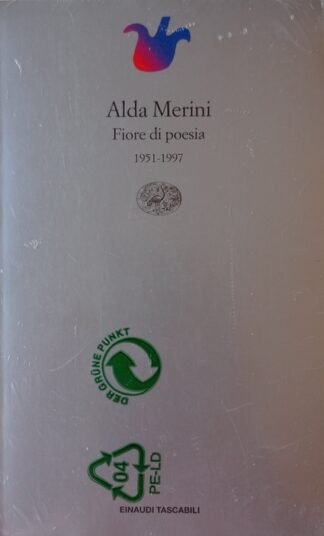 Alda Merini
Fiore di poesia
1951-1997
DER GRÜNE PUNKT
04
PE-LD
EINAUDI TASCABILI